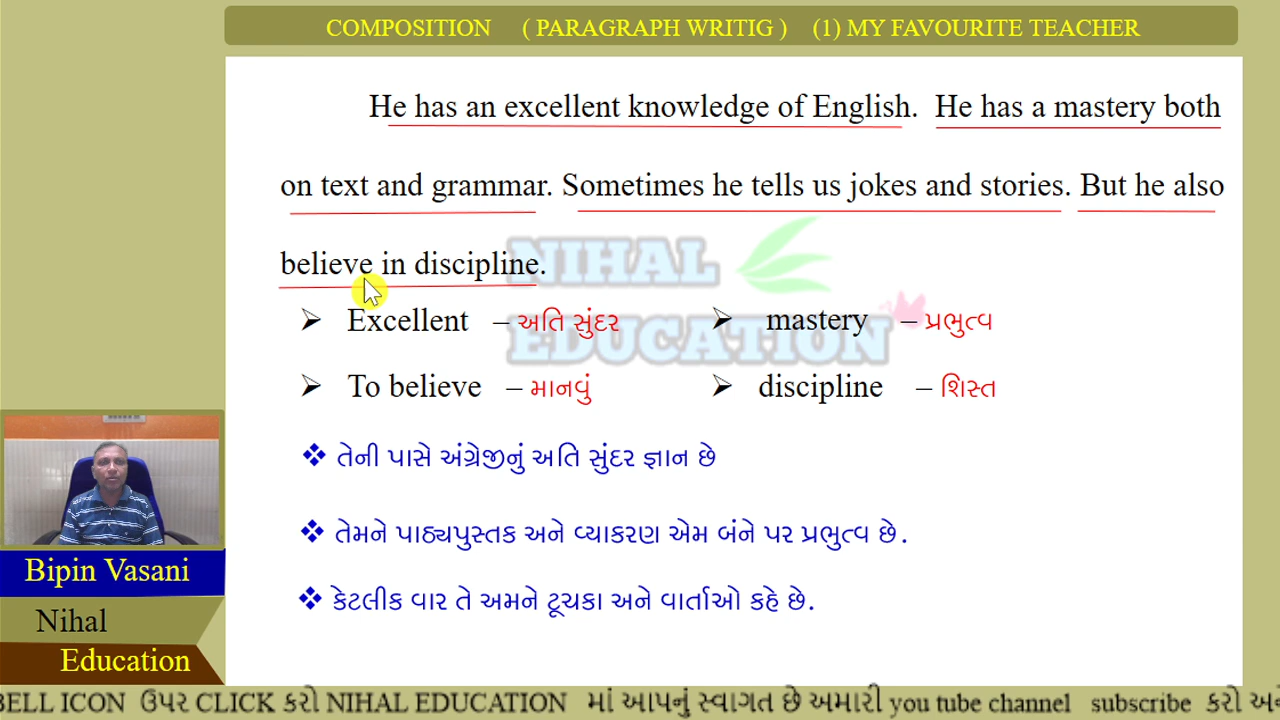 COMPOSITION ( PARAGRAPH WRITIG ) (1) MY FAVOURITE TEACHER
He has an excellent knowledge of English. He has a mastery both
on text and grammar. Sometimes he tells us jokes and stories. But he also
believe in discipline.
NIHAL
EDUCATION
➢ Excellent – અતિ સુંદર ➢ mastery – પ્રભુત્વ
➢ To believe – માનવું ➢ discipline – શિસ્ત
❖ તેની પાસે અંગ્રેજીનું અતિ સુંદર જ્ઞાન છે
❖ તેમને પાઠ્યપુસ્તક અને વ્યાકરણ એમ બંને પર પ્રભુત્વ છે.
❖ કેટલીક વાર તે અમને ટૂચકા અને વાર્તાઓ કહે છે.
Bipin Vasani
Nihal
Education
BELL ICON ઉપર CLICK કરો NIHAL EDUCATION માં આપનું સ્વાગત છે અમારી you tube channel subscribe કરો